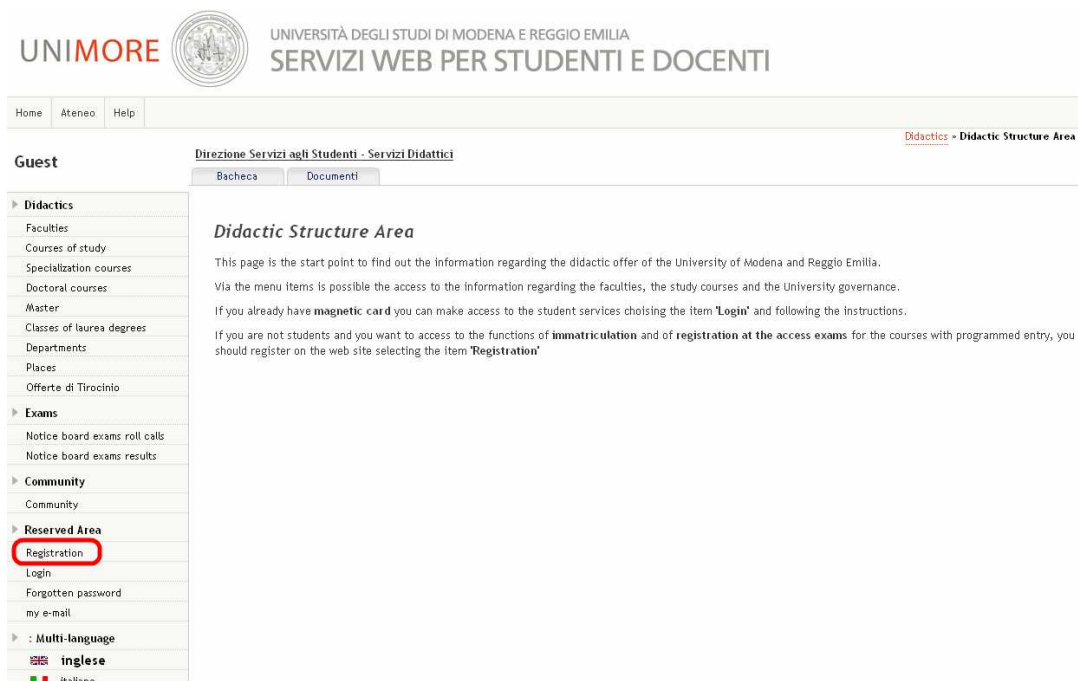 UNIMORE
UNIVERSITÀ DEGLI STUDI DI MODENA E REGGIO EMILIA
SERVIZI WEB PER STUDENTI E DOCENTI
Home Ateneo Help
Didactics » Didactic Structure Area
Guest
Direzione Servizi agli Studenti - Servizi Didattici
Bacheca Documenti
Didactics
Faculties
Courses of study
Specialization courses
Doctoral courses
Master
Classes of laurea degrees
Departments
Places
Offerte di Tirocinio
Exams
Notice board exams roll calls
Notice board exams results
Community
Community
Reserved Area
Registration
Login
Forgotten password
my e-mail
: Multi-language
inglese
italiano
Didactic Structure Area
This page is the start point to find out the information regarding the didactic offer of the University of Modena and Reggio Emilia.
Via the menu items is possible the access to the information regarding the faculties, the study courses and the University governance.
If you already have magnetic card you can make access to the student services choising the item 'Login' and following the instructions.
If you are not students and you want to access to the functions of immatriculation and of registration at the access exams for the courses with programmed entry, you
should register on the web site selecting the item 'Registration'